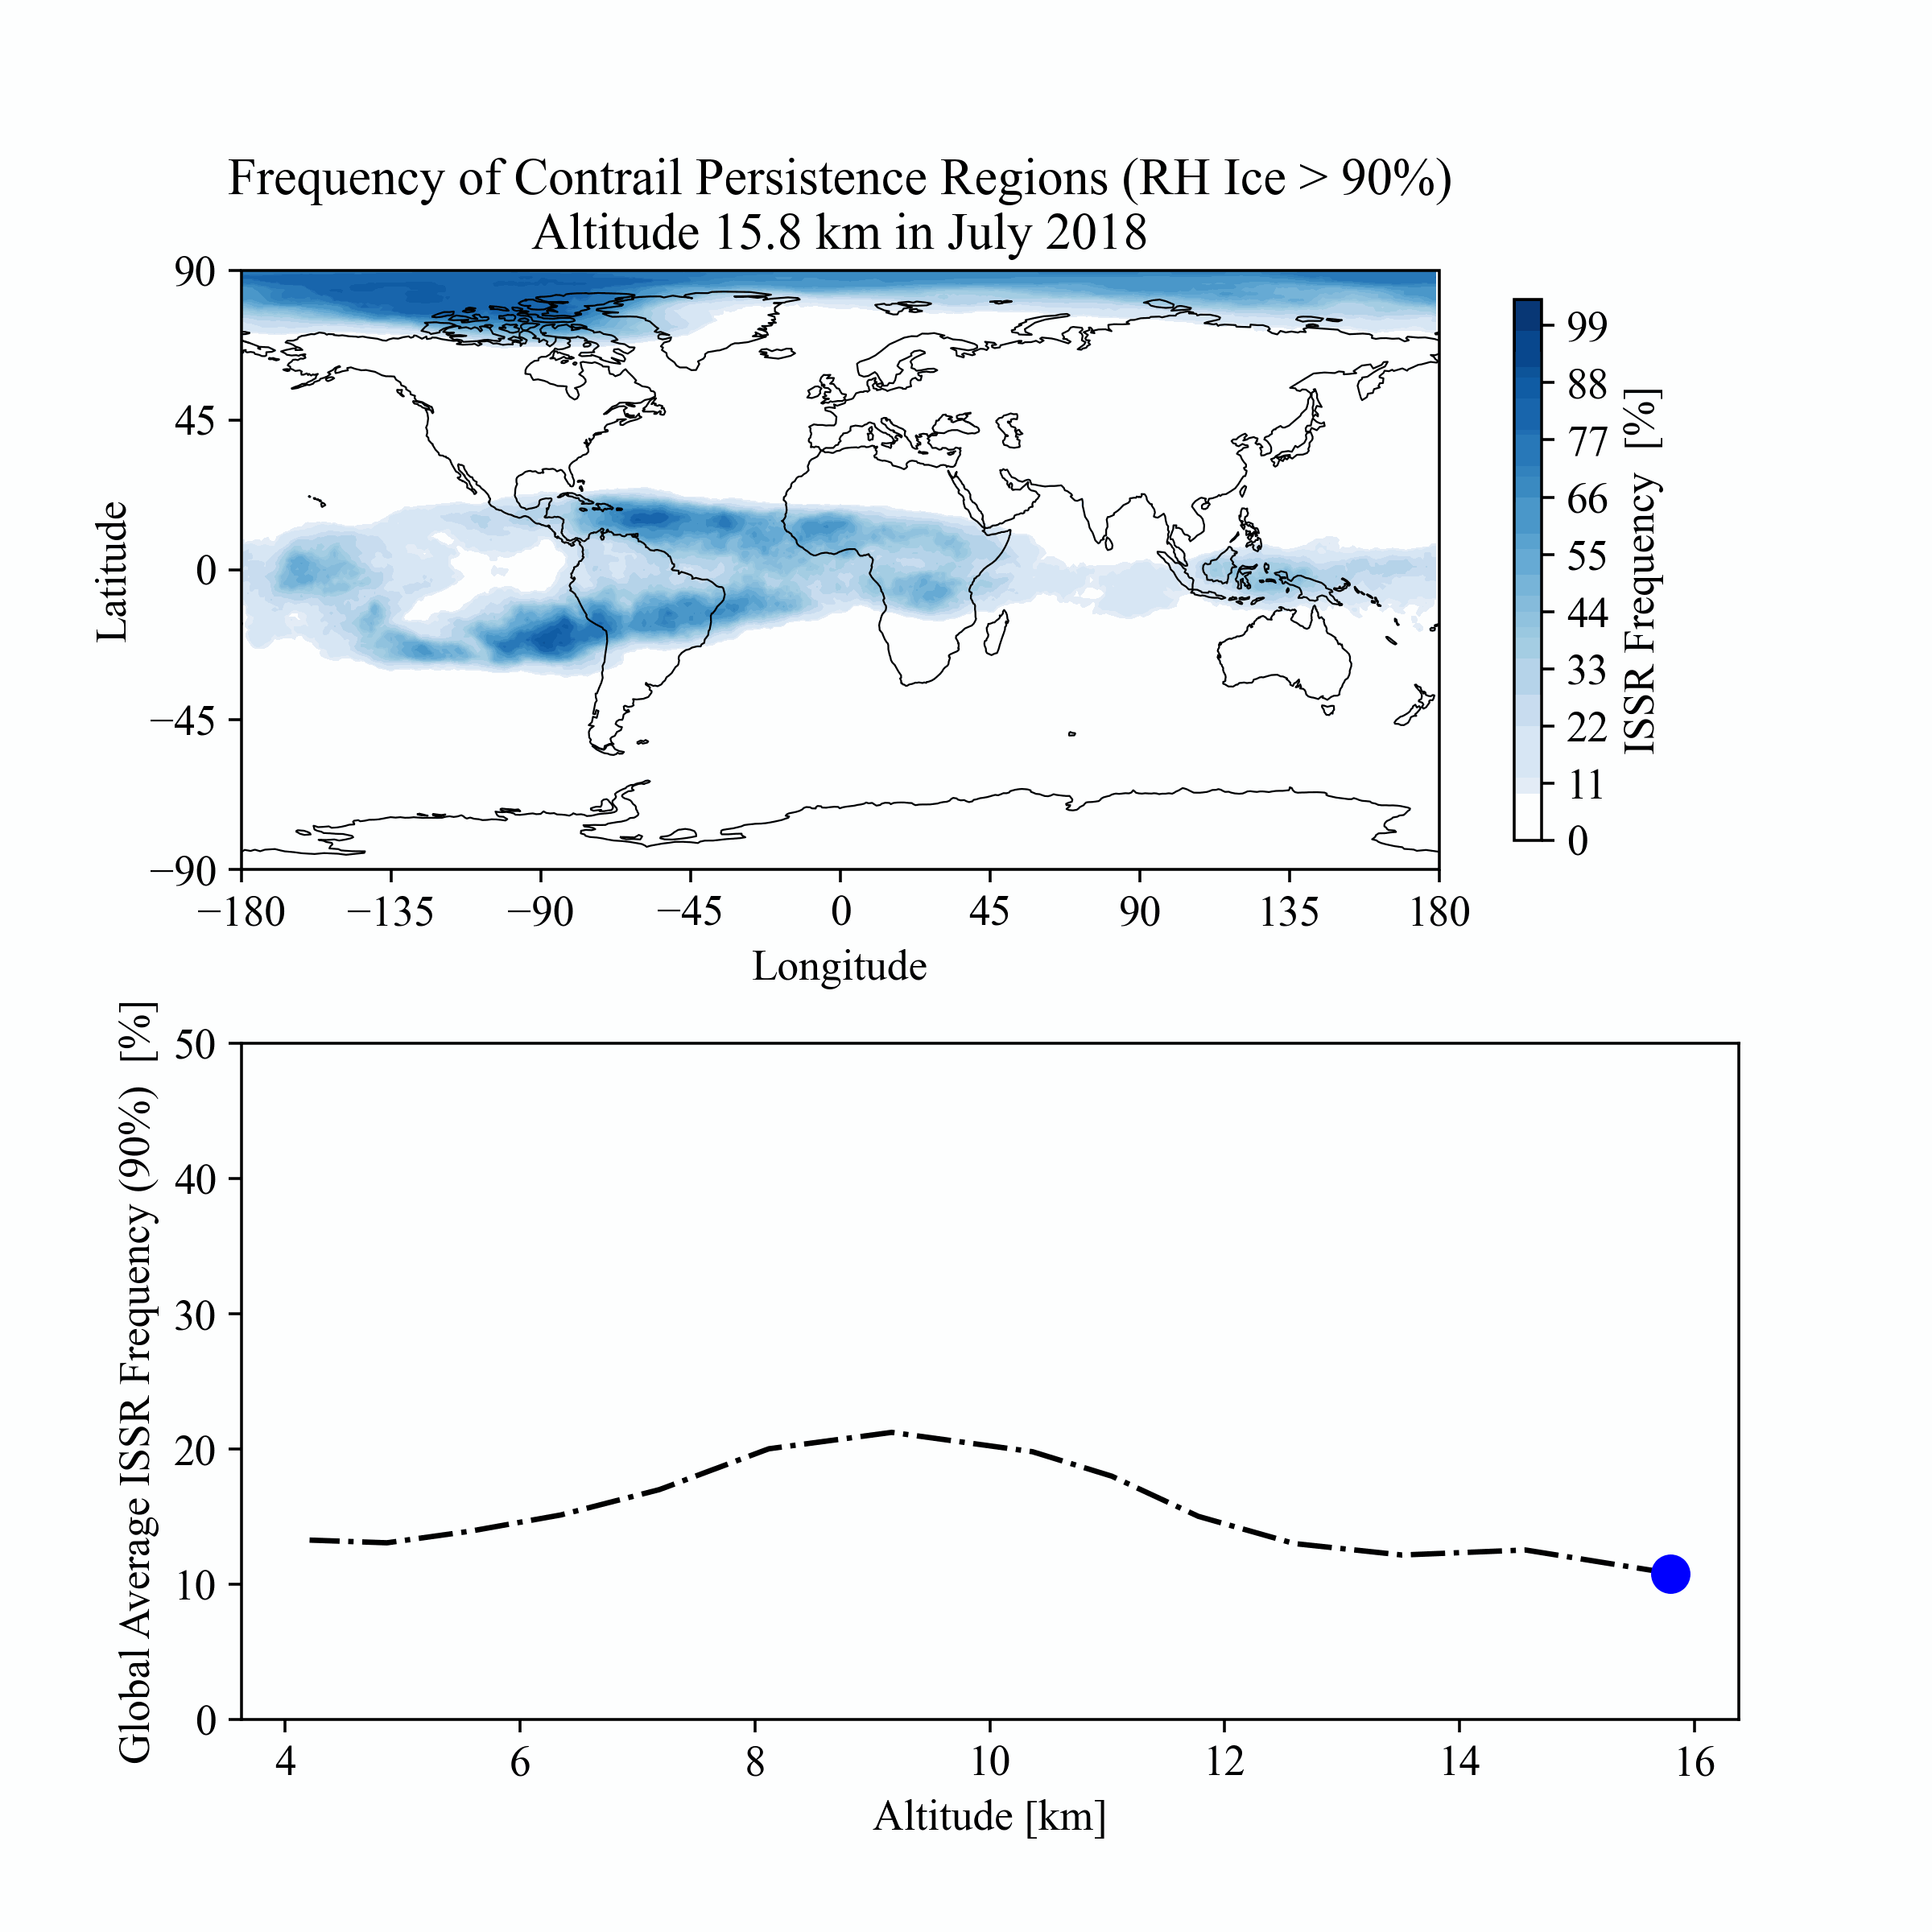 Frequency of Contrail Persistence Regions (RH Ice > 90%)
Altitude 15.8 km in July 2018
90
45
0
−45
−90
Latitude
−180 −135 −90 −45 0 45 90 135 180
Longitude
99
88
77
66
55
44
33
22
11
0
ISSR Frequency [%]
50
40
30
20
10
0
Global Average ISSR Frequency (90%) [%]
4 6 8 10 12 14 16
Altitude [km]